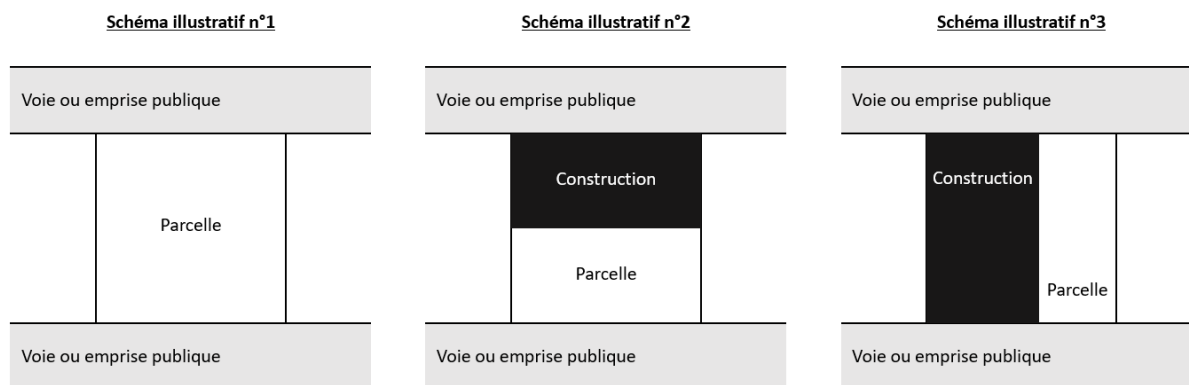 Schéma illustratif n°1
Voie ou emprise publique
Parcelle
Voie ou emprise publique
Schéma illustratif n°2
Voie ou emprise publique
Construction
Parcelle
Voie ou emprise publique
Schéma illustratif n°3
Voie ou emprise publique
Construction
Parcelle
Voie ou emprise publique